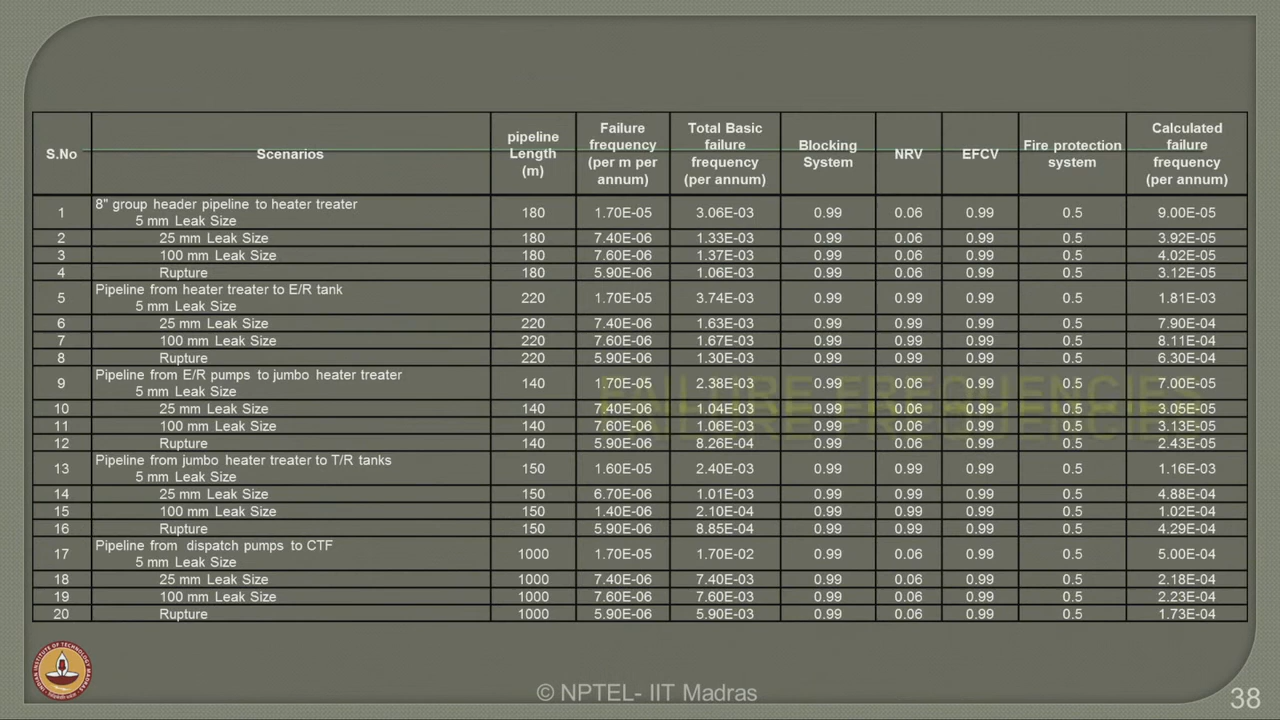 S.No Scenarios pipeline Length (m) Failure frequency (per m per annum) Total Basic failure frequency (per annum) Blocking System NRV EFCV Fire protection system Calculated failure frequency (per annum)
1 8" group header pipeline to heater treater 5 mm Leak Size 180 1.70E-05 3.06E-03 0.99 0.06 0.99 0.5 9.00E-05
2 25 mm Leak Size 180 7.40E-06 1.33E-03 0.99 0.06 0.99 0.5 3.92E-05
3 100 mm Leak Size 180 7.60E-06 1.37E-03 0.99 0.06 0.99 0.5 4.02E-05
4 Rupture 180 5.90E-06 1.06E-03 0.99 0.06 0.99 0.5 3.12E-05
5 Pipeline from heater treater to E/R tank 5 mm Leak Size 220 1.70E-05 3.74E-03 0.99 0.99 0.99 0.5 1.81E-03
6 25 mm Leak Size 220 7.40E-06 1.63E-03 0.99 0.99 0.99 0.5 7.90E-04
7 100 mm Leak Size 220 7.60E-06 1.67E-03 0.99 0.99 0.99 0.5 8.11E-04
8 Rupture 220 5.90E-06 1.30E-03 0.99 0.99 0.99 0.5 6.30E-04
9 Pipeline from E/R pumps to jumbo heater treater 5 mm Leak Size 140 1.70E-05 2.38E-03 0.99 0.06 0.99 0.5 7.00E-05
10 25 mm Leak Size 140 7.40E-06 1.04E-03 0.99 0.06 0.99 0.5 3.05E-05
11 100 mm Leak Size 140 7.60E-06 1.06E-03 0.99 0.06 0.99 0.5 3.13E-05
12 Rupture 140 5.90E-06 8.26E-04 0.99 0.06 0.99 0.5 2.43E-05
13 Pipeline from jumbo heater treater to T/R tanks 5 mm Leak Size 150 1.60E-05 2.40E-03 0.99 0.99 0.99 0.5 1.16E-03
14 25 mm Leak Size 150 6.70E-06 1.01E-03 0.99 0.99 0.99 0.5 4.88E-04
15 100 mm Leak Size 150 1.40E-06 2.10E-04 0.99 0.99 0.99 0.5 1.02E-04
16 Rupture 150 5.90E-06 8.85E-04 0.99 0.99 0.99 0.5 4.29E-04
17 Pipeline from dispatch pumps to CTF 5 mm Leak Size 1000 1.70E-05 1.70E-02 0.99 0.06 0.99 0.5 5.00E-04
18 25 mm Leak Size 1000 7.40E-06 7.40E-03 0.99 0.06 0.99 0.5 2.18E-04
19 100 mm Leak Size 1000 7.60E-06 7.60E-03 0.99 0.06 0.99 0.5 2.23E-04
20 Rupture 1000 5.90E-06 5.90E-03 0.99 0.06 0.99 0.5 1.73E-04
FAILURE FREQUENCIES
INDIAN INSTITUTE OF TECHNOLOGY MADRAS
© NPTEL- IIT Madras
38